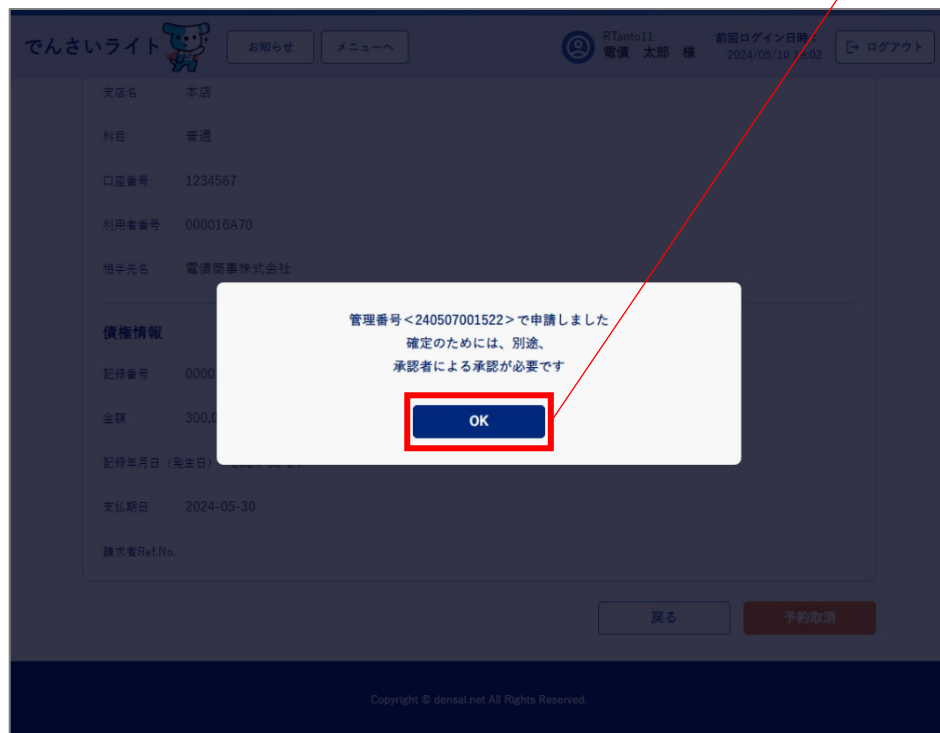 でんさいライト
お知らせ
メニューへ
RTanto11
電債 太郎 様
前回ログイン日時:
2024/05/10
ログアウト
支店名 本店
科目 普通
口座番号 1234567
利用者番号 000016A70
相手先名 電債商事株式会社
管理番号<240507001522>で申請しました
確定のためには、別途、
承認者による承認が必要です
OK
債権情報
記録番号
金額
記録年月日(発生日)
支払期日 2024-05-30
請求者Ref.No.
戻る
予約取消
Copyright © densai.net All Rights Reserved.